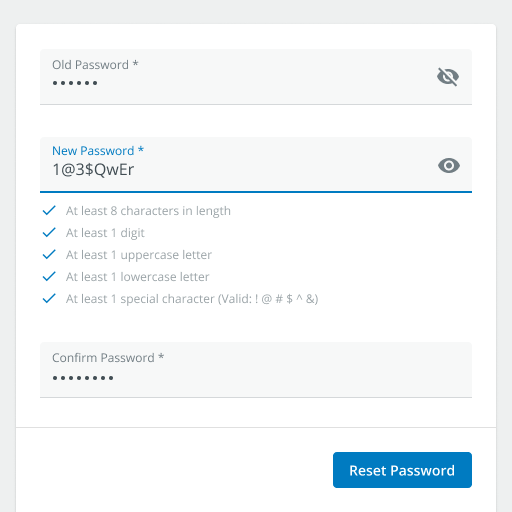 Old Password *
••••••
New Password *
1@3$QwEr
At least 8 characters in length
At least 1 digit
At least 1 uppercase letter
At least 1 lowercase letter
At least 1 special character (Valid: ! @ # $ ^ &)
Confirm Password *
••••••••
Reset Password